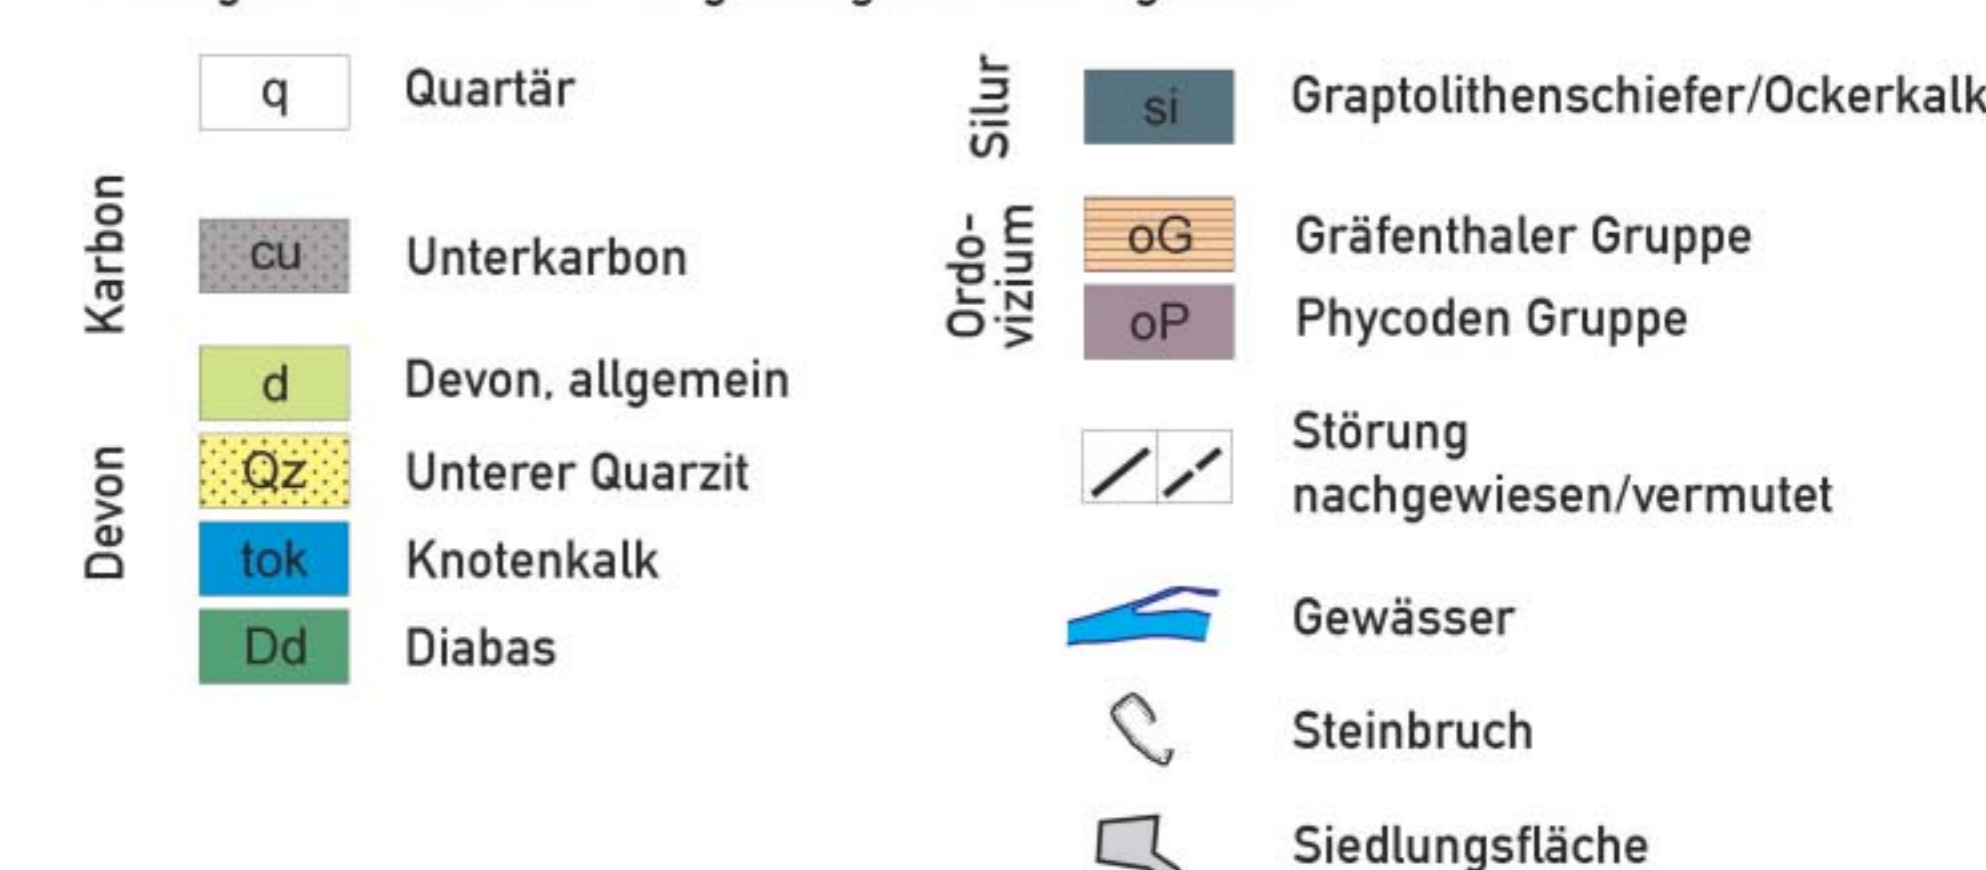 q Quartär
Karbon
cu Unterkarbon
Devon
d Devon, allgemein
Qz Unterer Quarzit
tok Knotenkalk
Dd Diabas
Silur
si Graptolithenschiefer/Ockerkalk
Ordo-
vizium
oG Gräfenthaler Gruppe
oP Phycoden Gruppe
Störung
nachgewiesen/vermutet
Gewässer
Steinbruch
Siedlungsfläche